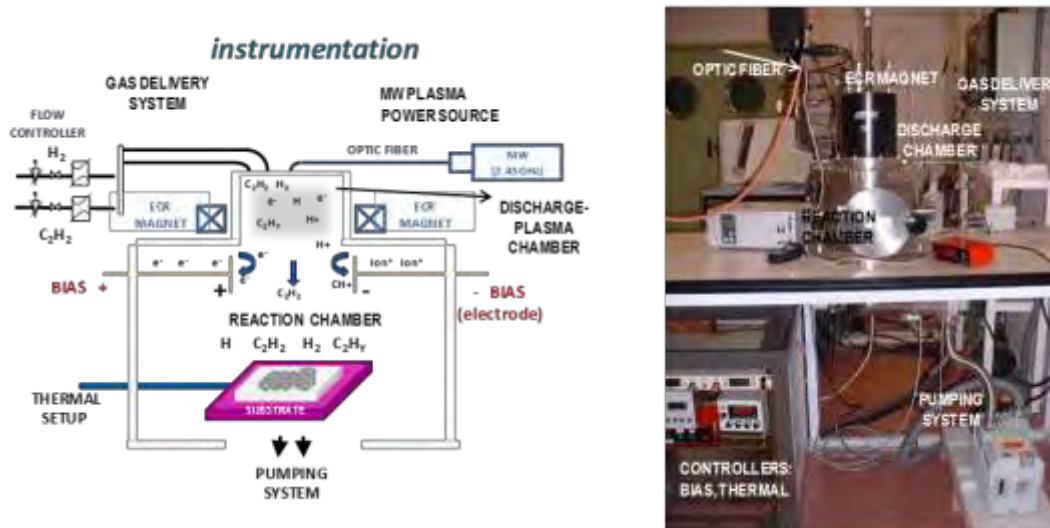 instrumentation
GAS DELIVERY
SYSTEM
MW PLASMA
POWER SOURCE
FLOW
CONTROLLER
H₂
OPTIC FIBER
MW
(2.45GHz)
C₂H₂ H₂
e⁻ H e⁻
ECR
MAGNET
C₂Hᵧ H+
ECR
MAGNET
DISCHARGE-
PLASMA
CHAMBER
C₂H₂
H+
e⁻ e⁻ e⁻ e⁻
ion⁺ ion⁺
BIAS +
+
e⁻
C₂H₂
CH+
-
- BIAS
(electrode)
REACTION CHAMBER
H C₂H₂ H₂ C₂Hᵧ
THERMAL
SETUP
SUBSTRATE
PUMPING
SYSTEM
OPTIC FIBER
ECR MAGNET
GAS DELIVERY
SYSTEM
DISCHARGE
CHAMBER
REACTION
CHAMBER
PUMPING
SYSTEM
CONTROLLERS:
BIAS, THERMAL